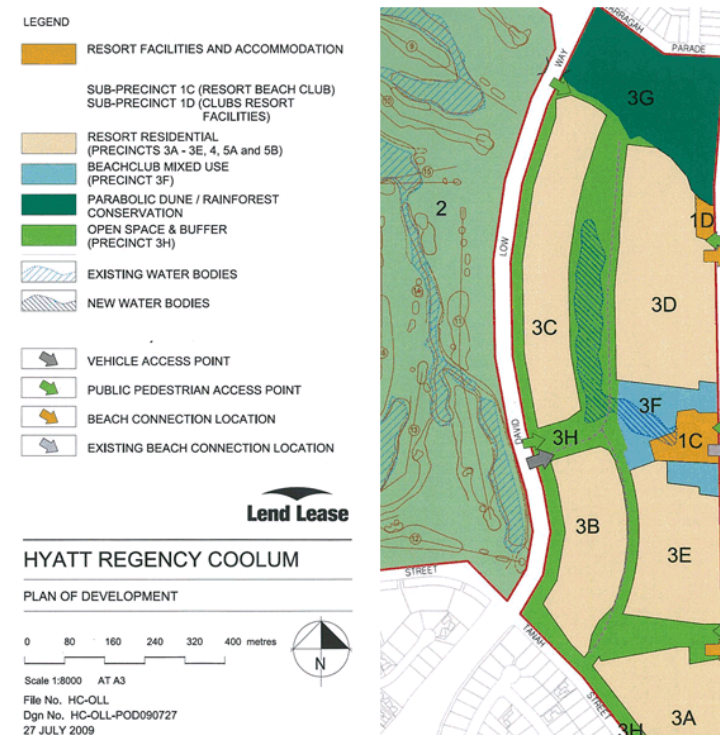 LEGEND
RESORT FACILITIES AND ACCOMMODATION
SUB-PRECINCT 1C (RESORT BEACH CLUB)
SUB-PRECINCT 1D (CLUBS RESORT
FACILITIES)
RESORT RESIDENTIAL
(PRECINCTS 3A - 3E, 4, 5A and 5B)
BEACHCLUB MIXED USE
(PRECINCT 3F)
PARABOLIC DUNE / RAINFOREST
CONSERVATION
OPEN SPACE & BUFFER
(PRECINCT 3H)
EXISTING WATER BODIES
NEW WATER BODIES
VEHICLE ACCESS POINT
PUBLIC PEDESTRIAN ACCESS POINT
BEACH CONNECTION LOCATION
EXISTING BEACH CONNECTION LOCATION
Lend Lease
HYATT REGENCY COOLUM
PLAN OF DEVELOPMENT
0 80 160 240 320 400 metres
N
Scale 1:8000 AT A3
File No. HC-OLL
Dgn No. HC-OLL-POD090727
27 JULY 2009
PARADE
WAY
3G
2
1D
LOW
3D
3C
3F
1C
DAVID
3H
3B
3E
STREET
TANAH
STREET
3A
3H